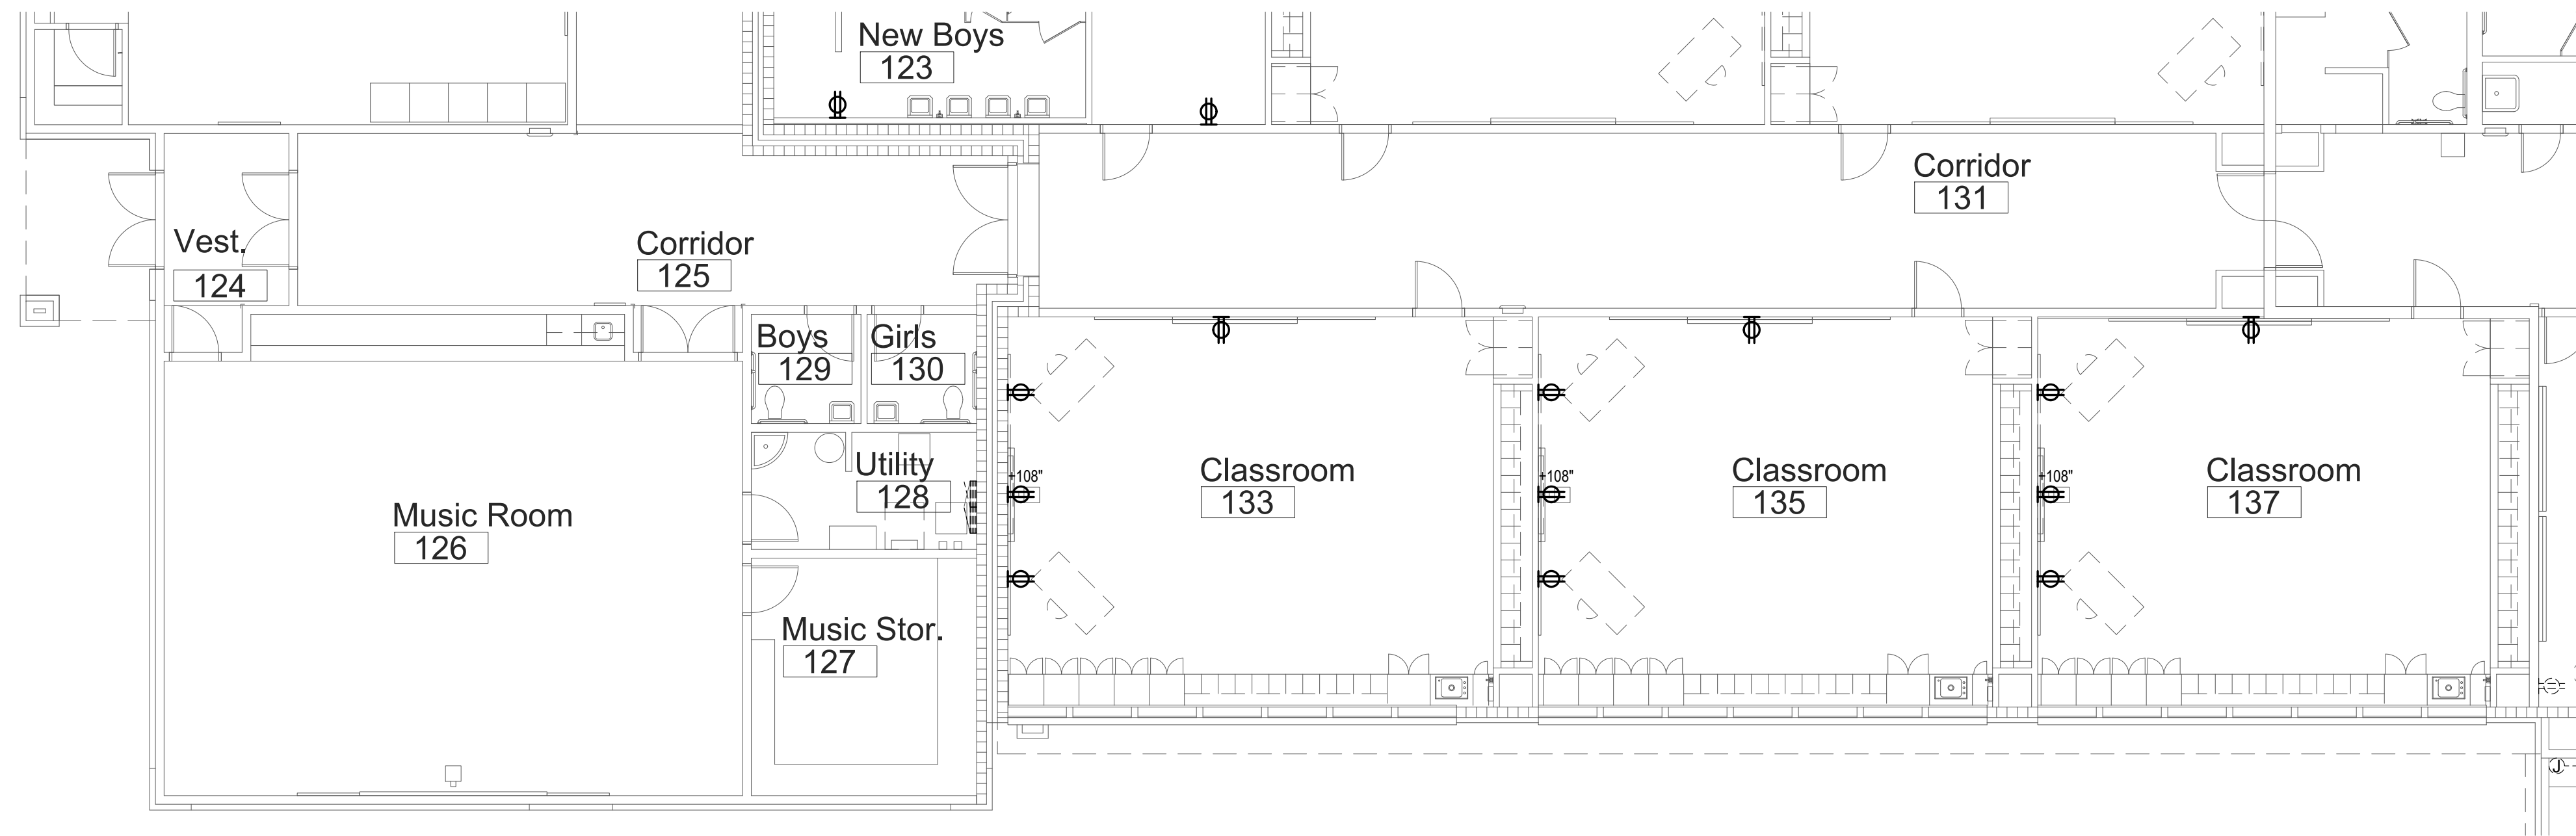 New Boys
123
Corridor
131
Vest.
124
Corridor
125
Boys
129
Girls
130
Utility
128
+108"
Classroom
133
+108"
Classroom
135
+108"
Classroom
137
Music Room
126
Music Stor.
127
J